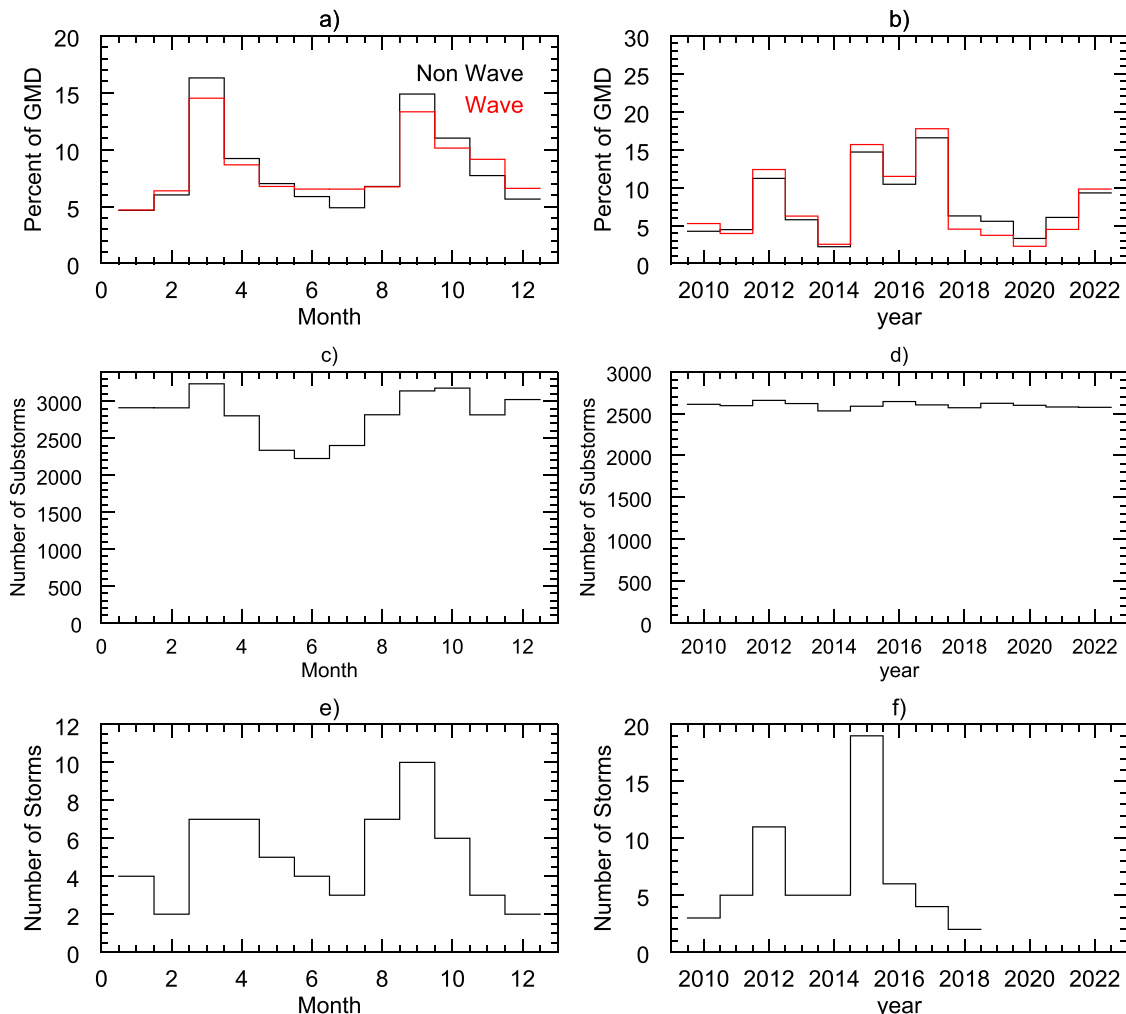 a)
20
15
10
5
0
Percent of GMD
Non Wave
Wave
0 2 4 6 8 10 12
Month
b)
30
25
20
15
10
5
0
Percent of GMD
2010 2012 2014 2016 2018 2020 2022
year
c)
3000
2500
2000
1500
1000
500
0
Number of Substorms
0 2 4 6 8 10 12
Month
d)
3000
2500
2000
1500
1000
500
0
Number of Substorms
2010 2012 2014 2016 2018 2020 2022
year
e)
12
10
8
6
4
2
0
Number of Storms
0 2 4 6 8 10 12
Month
f)
20
15
10
5
0
Number of Storms
2010 2012 2014 2016 2018 2020 2022
year